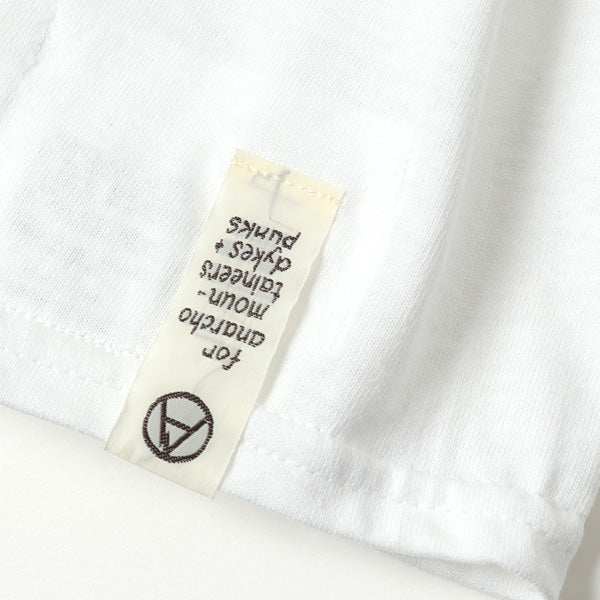 for
anarcho
moun-
taineers
dykes +
punks